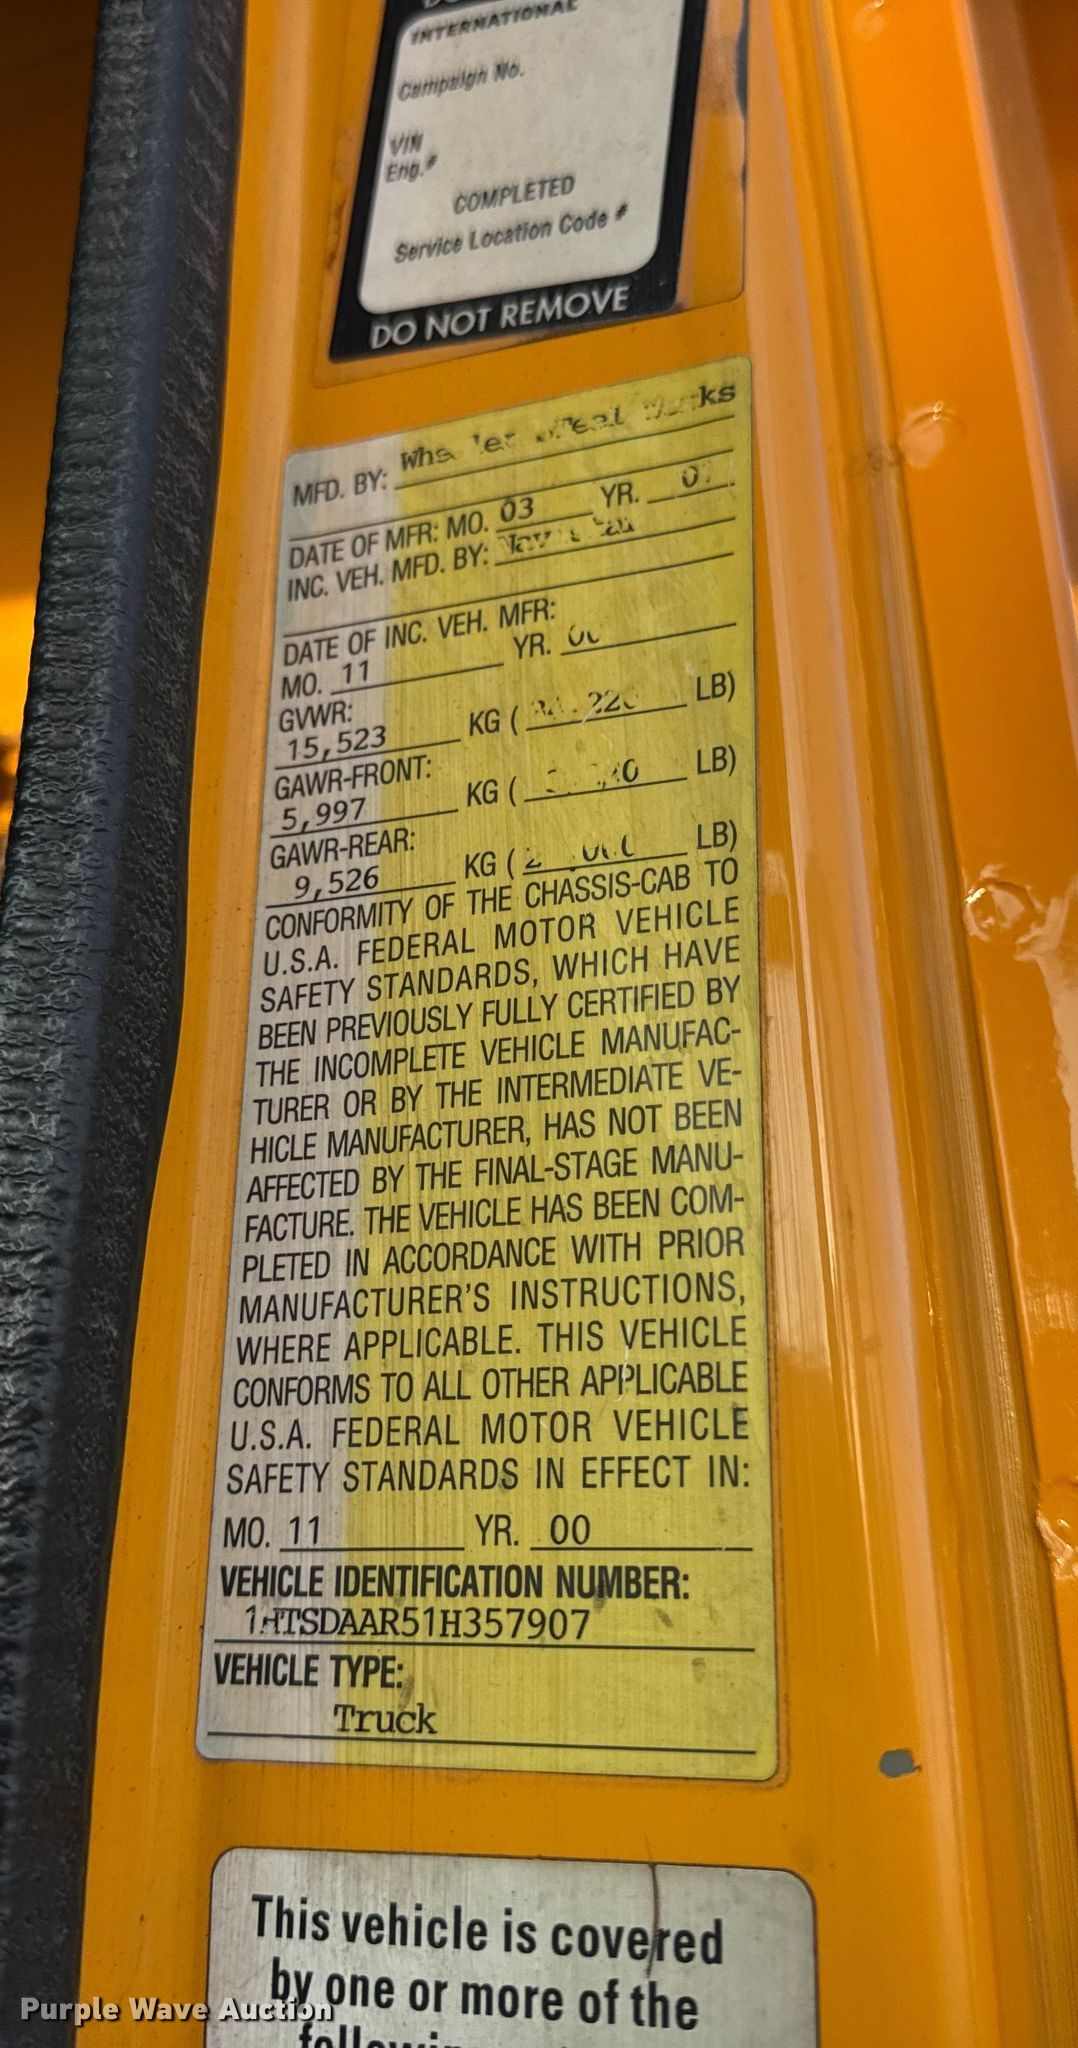 INTERNATIONAL
Campaign No.
VIN
Eng.#
COMPLETED
Service Location Code #
DO NOT REMOVE
MFD. BY:
DATE OF MFR: MO. 03 YR.
INC. VEH. MFD. BY:
DATE OF INC. VEH. MFR:
MO. 11 YR.
GVWR:
15,523 KG ( LB)
GAWR-FRONT:
5,997 KG ( LB)
GAWR-REAR:
9,526 KG ( LB)
CONFORMITY OF THE CHASSIS-CAB TO
U.S.A. FEDERAL MOTOR VEHICLE
SAFETY STANDARDS, WHICH HAVE
BEEN PREVIOUSLY FULLY CERTIFIED BY
THE INCOMPLETE VEHICLE MANUFAC-
TURER OR BY THE INTERMEDIATE VE-
HICLE MANUFACTURER, HAS NOT BEEN
AFFECTED BY THE FINAL-STAGE MANU-
FACTURE. THE VEHICLE HAS BEEN COM-
PLETED IN ACCORDANCE WITH PRIOR
MANUFACTURER'S INSTRUCTIONS,
WHERE APPLICABLE. THIS VEHICLE
CONFORMS TO ALL OTHER APPLICABLE
U.S.A. FEDERAL MOTOR VEHICLE
SAFETY STANDARDS IN EFFECT IN:
MO. 11 YR. 00
VEHICLE IDENTIFICATION NUMBER:
1HTSDAAR51H357907
VEHICLE TYPE:
Truck
This vehicle is covered
by one or more of the
Purple Wave Auction